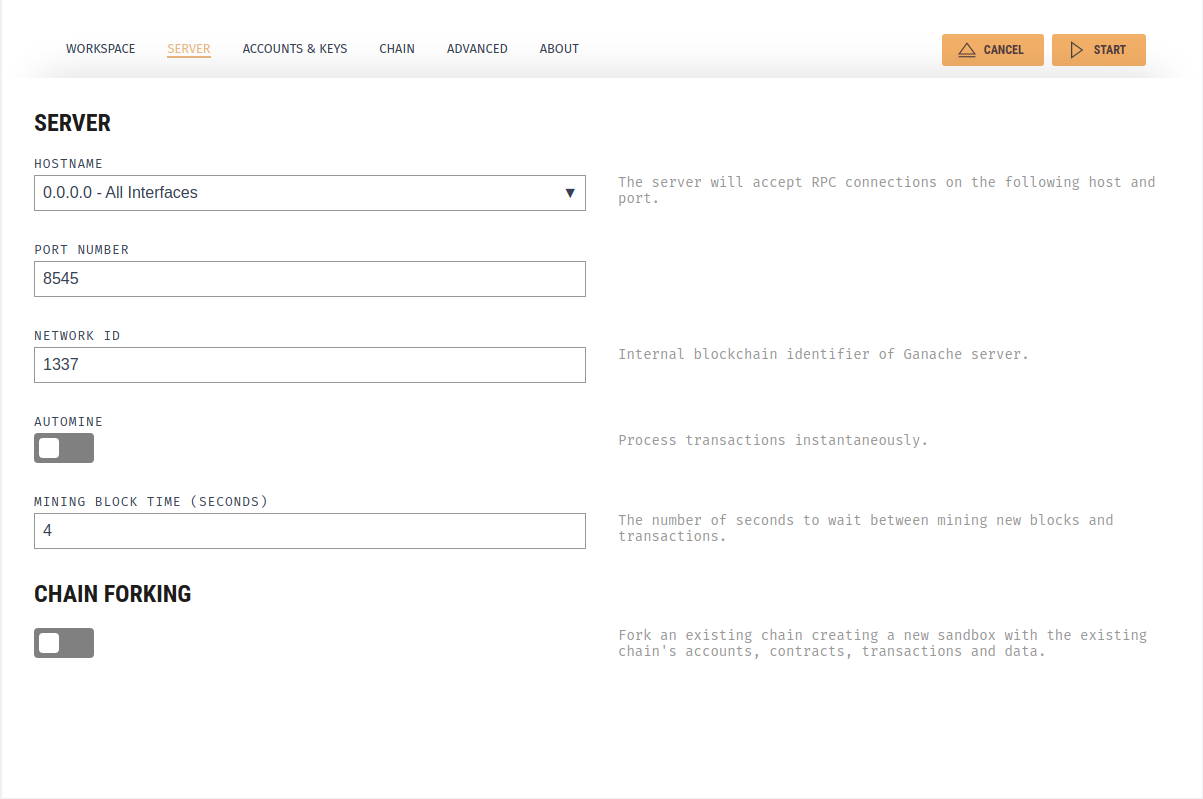 WORKSPACE SERVER ACCOUNTS & KEYS CHAIN ADVANCED ABOUT CANCEL START
SERVER
HOSTNAME
0.0.0.0 - All Interfaces ▼
The server will accept RPC connections on the following host and
port.
PORT NUMBER
8545
NETWORK ID
1337
Internal blockchain identifier of Ganache server.
AUTOMINE
Process transactions instantaneously.
MINING BLOCK TIME (SECONDS)
4
The number of seconds to wait between mining new blocks and
transactions.
CHAIN FORKING
Fork an existing chain creating a new sandbox with the existing
chain's accounts, contracts, transactions and data.